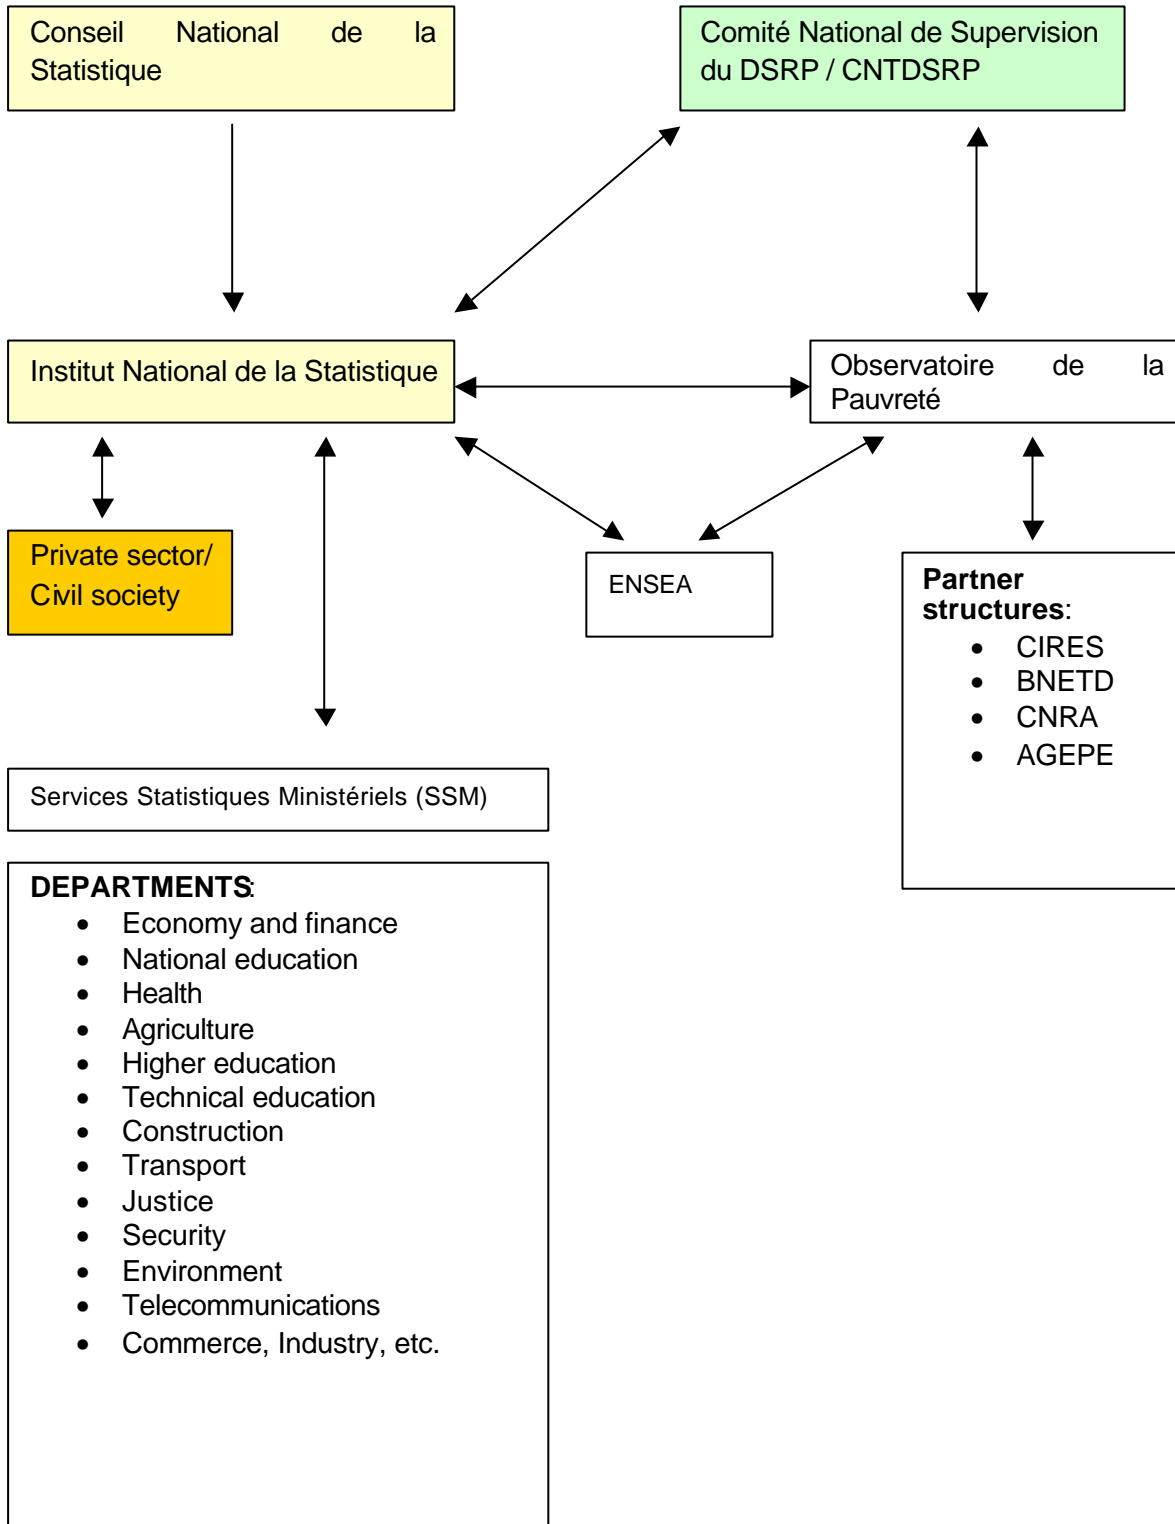 Conseil National de la
Statistique
Comité National de Supervision
du DSRP / CNTDSRP
Institut National de la Statistique
Observatoire de la
Pauvreté
Private sector/
Civil society
ENSEA
Partner
structures:
• CIRES
• BNETD
• CNRA
• AGEPE
Services Statistiques Ministériels (SSM)
DEPARTMENTS:
• Economy and finance
• National education
• Health
• Agriculture
• Higher education
• Technical education
• Construction
• Transport
• Justice
• Security
• Environment
• Telecommunications
• Commerce, Industry, etc.